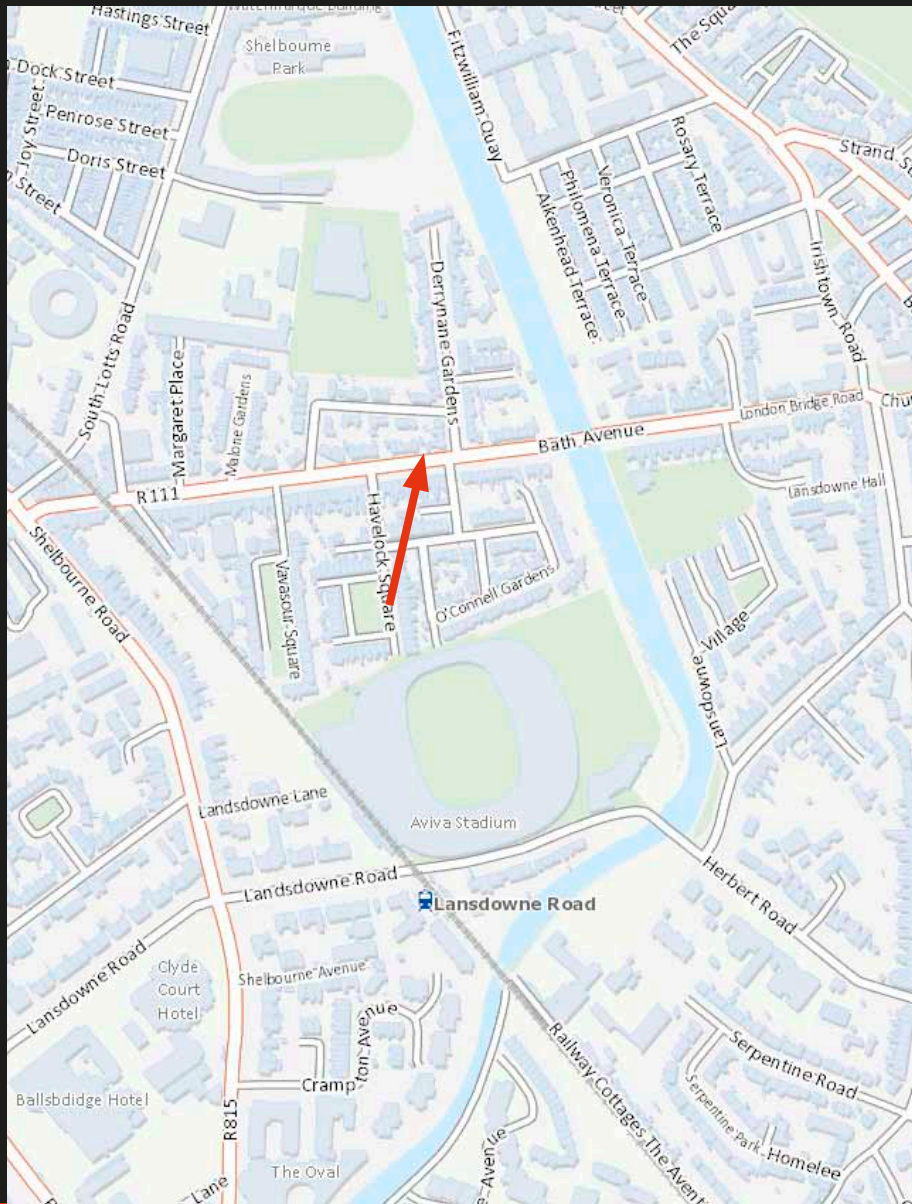 Hastings Street
Shelbourne
Park
Fitzwilliam Quay
The Squa
Dock Street
Penrose Street
Joy Street
Doris Street
Street
Rosary Terrace
Veronica Terrace
Philomena Terrace
Aikenhead Terrace
Strand S
Irishtown Road
Derrynane Gardens
South Lotts Road
Margaret Place
Malone Gardens
London Bridge Road
Chu
Bath Avenue
R111
Lansdowne Hall
Havelock Square
Shelbourne Road
Vavasour Square
O'Connell Gardens
Lansdowne Village
Landsdowne Lane
Aviva Stadium
Landsdowne Road
Herbert Road
Lansdowne Road
Lansdowne Road
Clyde
Court
Hotel
Shelbourne Avenue
Crampton Avenue
Ballsbdidge Hotel
R815
Railway Cottages The Avenu
Serpentine Road
Serpentine Park
Homelee
The Oval
Lane
e Avenue